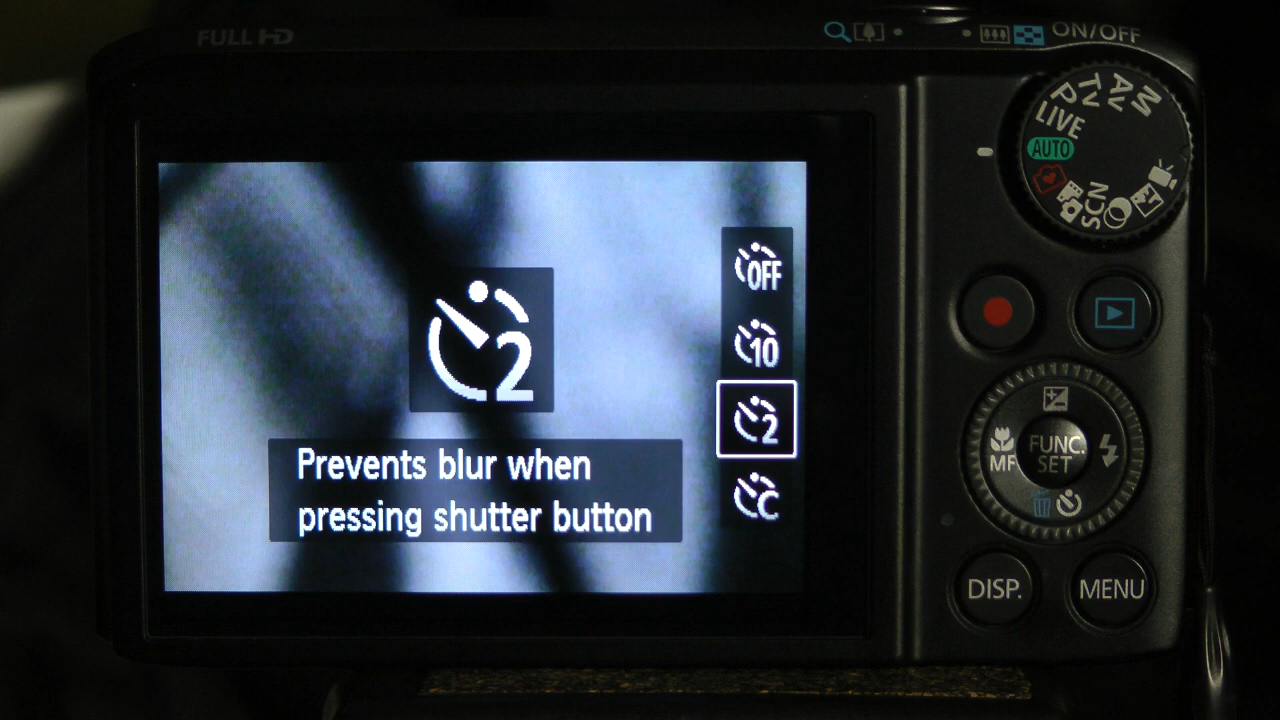 FULL HD
ON/OFF
M
AV
TV
P
LIVE
AUTO
SCN
OFF
10
2
C
2
Prevents blur when
pressing shutter button
MF
FUNC.
SET
DISP.
MENU